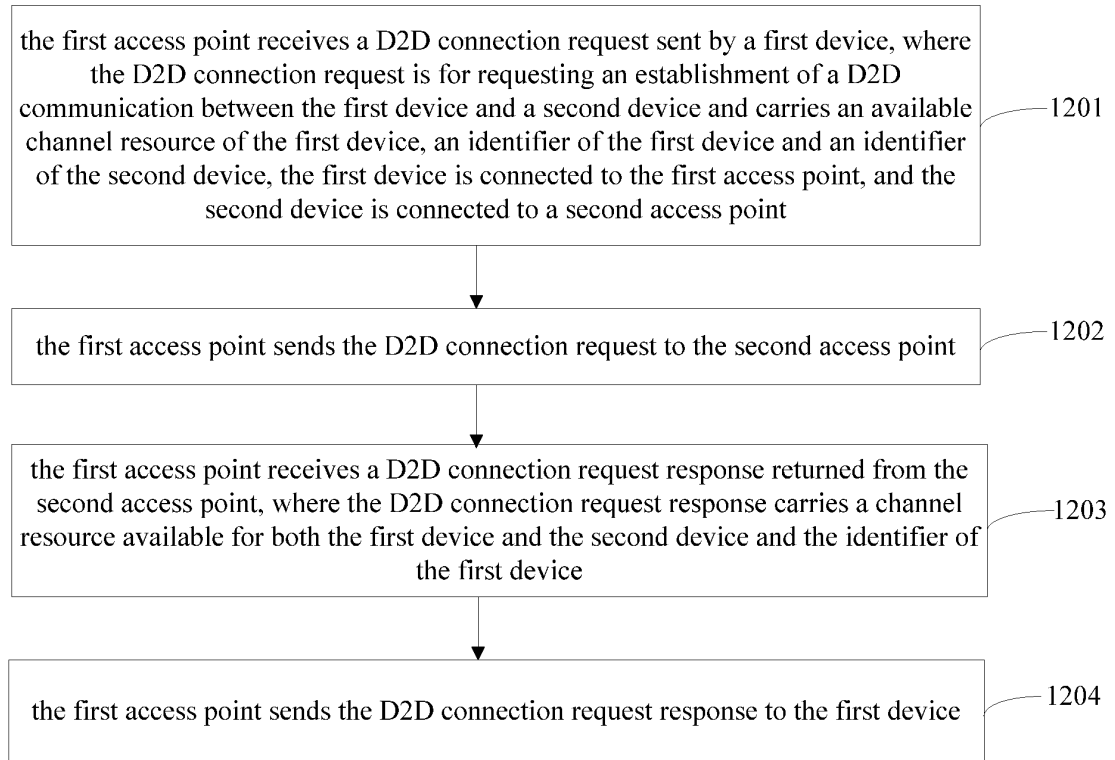 the first access point receives a D2D connection request sent by a first device, where
the D2D connection request is for requesting an establishment of a D2D
communication between the first device and a second device and carries an available
channel resource of the first device, an identifier of the first device and an identifier
of the second device, the first device is connected to the first access point, and the
second device is connected to a second access point
1201
the first access point sends the D2D connection request to the second access point
1202
the first access point receives a D2D connection request response returned from the
second access point, where the D2D connection request response carries a channel
resource available for both the first device and the second device and the identifier of
the first device
1203
the first access point sends the D2D connection request response to the first device
1204